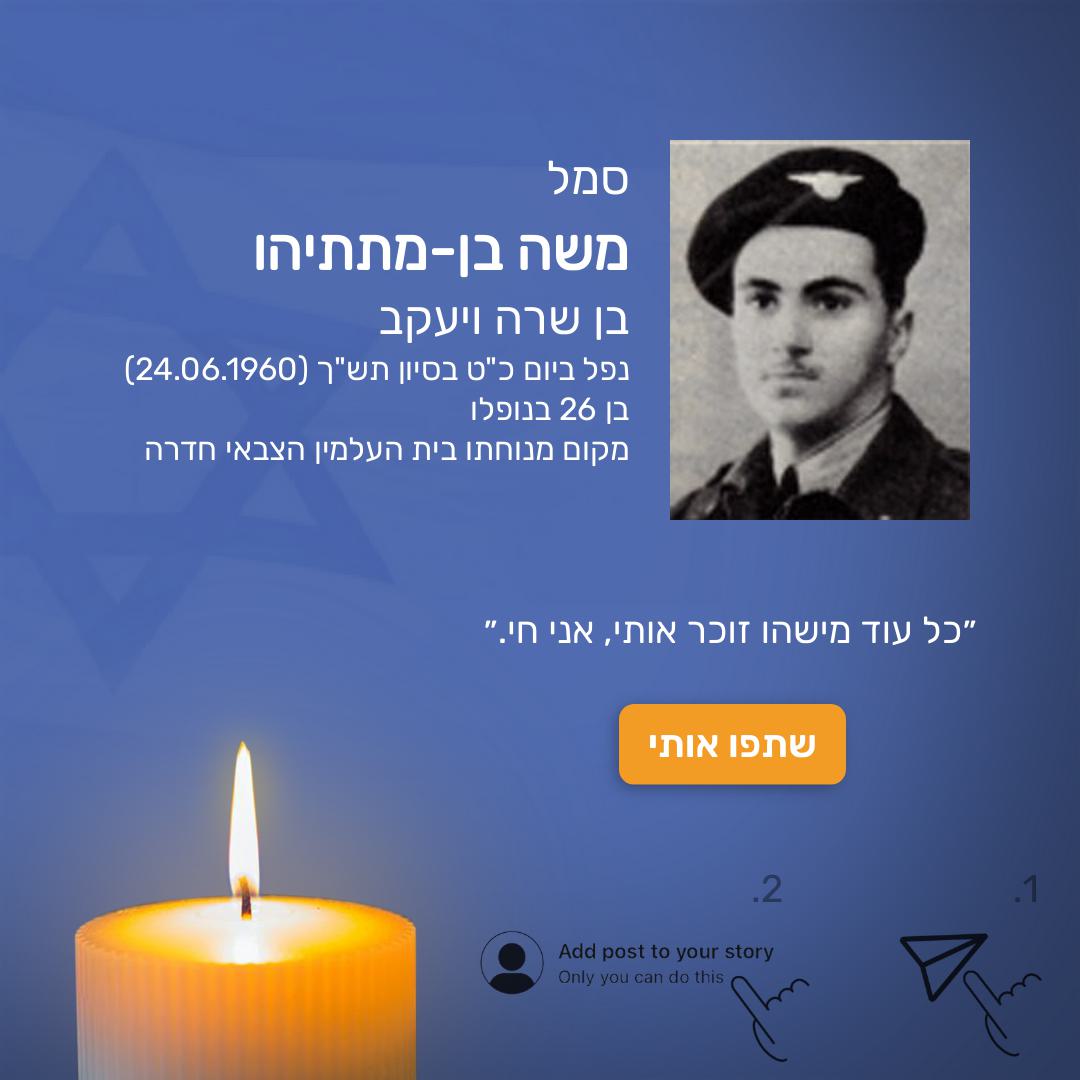 סמל
משה בן-מתתיהו
בן שרה ויעקב
נפל ביום כ"ט בסיון תש"ך (24.06.1960)
בן 26 בנופלו
מקום מנוחתו בית העלמין הצבאי חדרה
״כל עוד מישהו זוכר אותי, אני חי.״
שתפו אותי
.1
.2
Add post to your story
Only you can do this